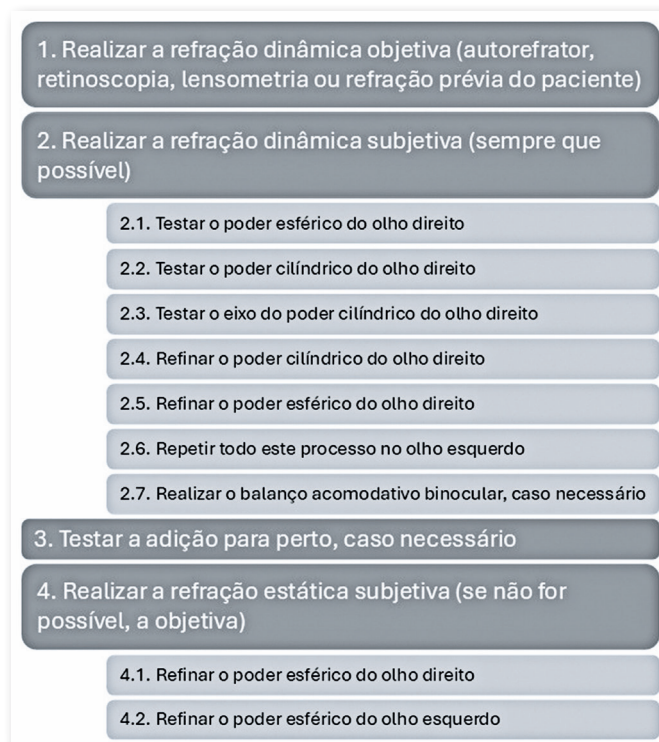 1. Realizar a refração dinâmica objetiva (autorefrator,
retinoscopia, lensometria ou refração prévia do paciente)
2. Realizar a refração dinâmica subjetiva (sempre que
possível)
2.1. Testar o poder esférico do olho direito
2.2. Testar o poder cilíndrico do olho direito
2.3. Testar o eixo do poder cilíndrico do olho direito
2.4. Refinar o poder cilíndrico do olho direito
2.5. Refinar o poder esférico do olho direito
2.6. Repetir todo este processo no olho esquerdo
2.7. Realizar o balanço acomodativo binocular, caso necessário
3. Testar a adição para perto, caso necessário
4. Realizar a refração estática subjetiva (se não for
possível, a objetiva)
4.1. Refinar o poder esférico do olho direito
4.2. Refinar o poder esférico do olho esquerdo